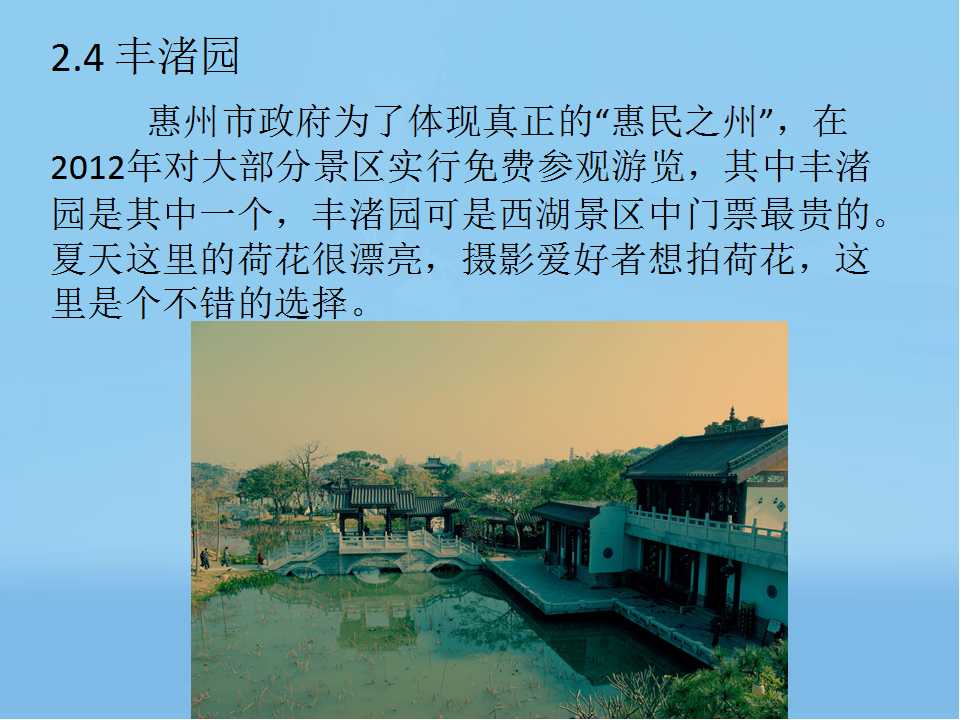 2.4 丰渚园
惠州市政府为了体现真正的“惠民之州”，在
2012年对大部分景区实行免费参观游览，其中丰渚
园是其中一个，丰渚园可是西湖景区中门票最贵的。
夏天这里的荷花很漂亮，摄影爱好者想拍荷花，这
里是个不错的选择。